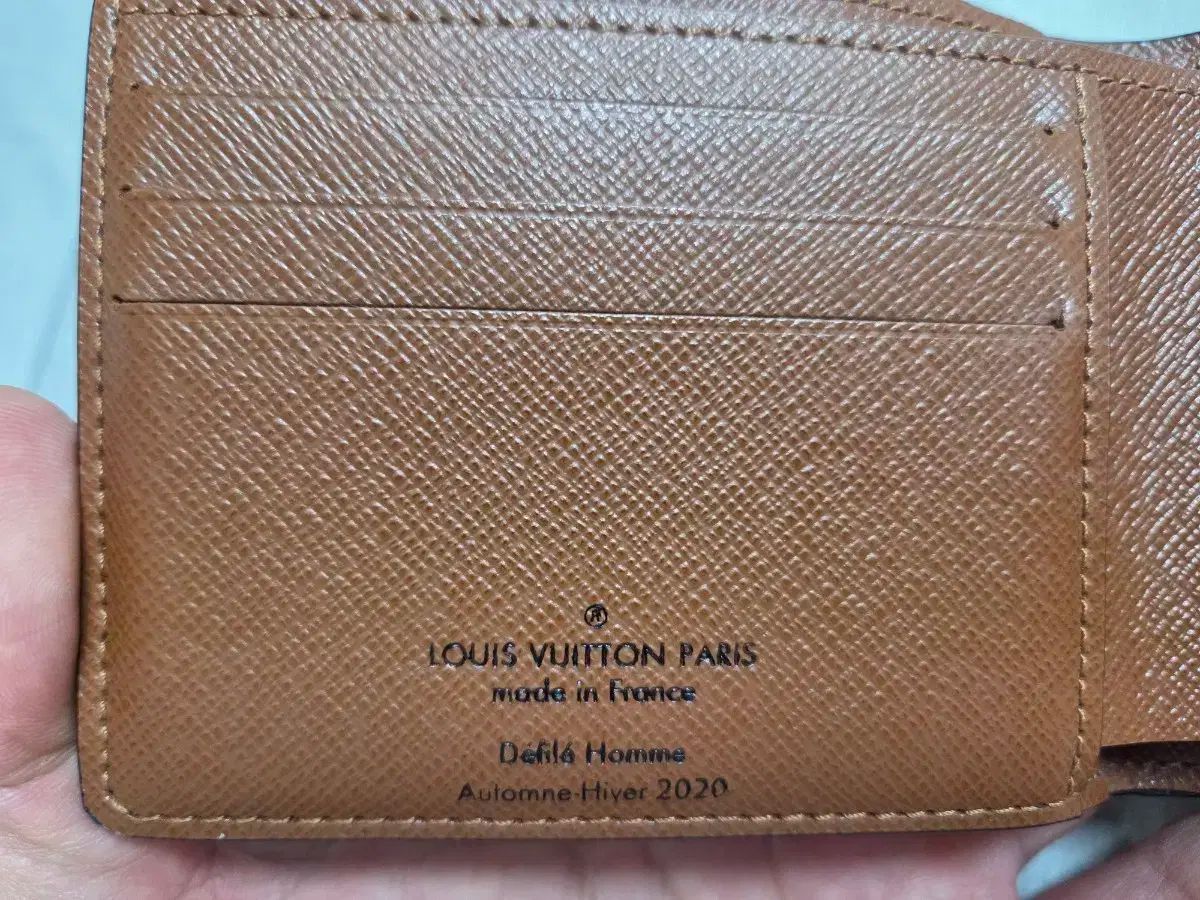 ®
LOUIS VUITTON PARIS
made in France
Défilé Homme
Automne-Hiver 2020